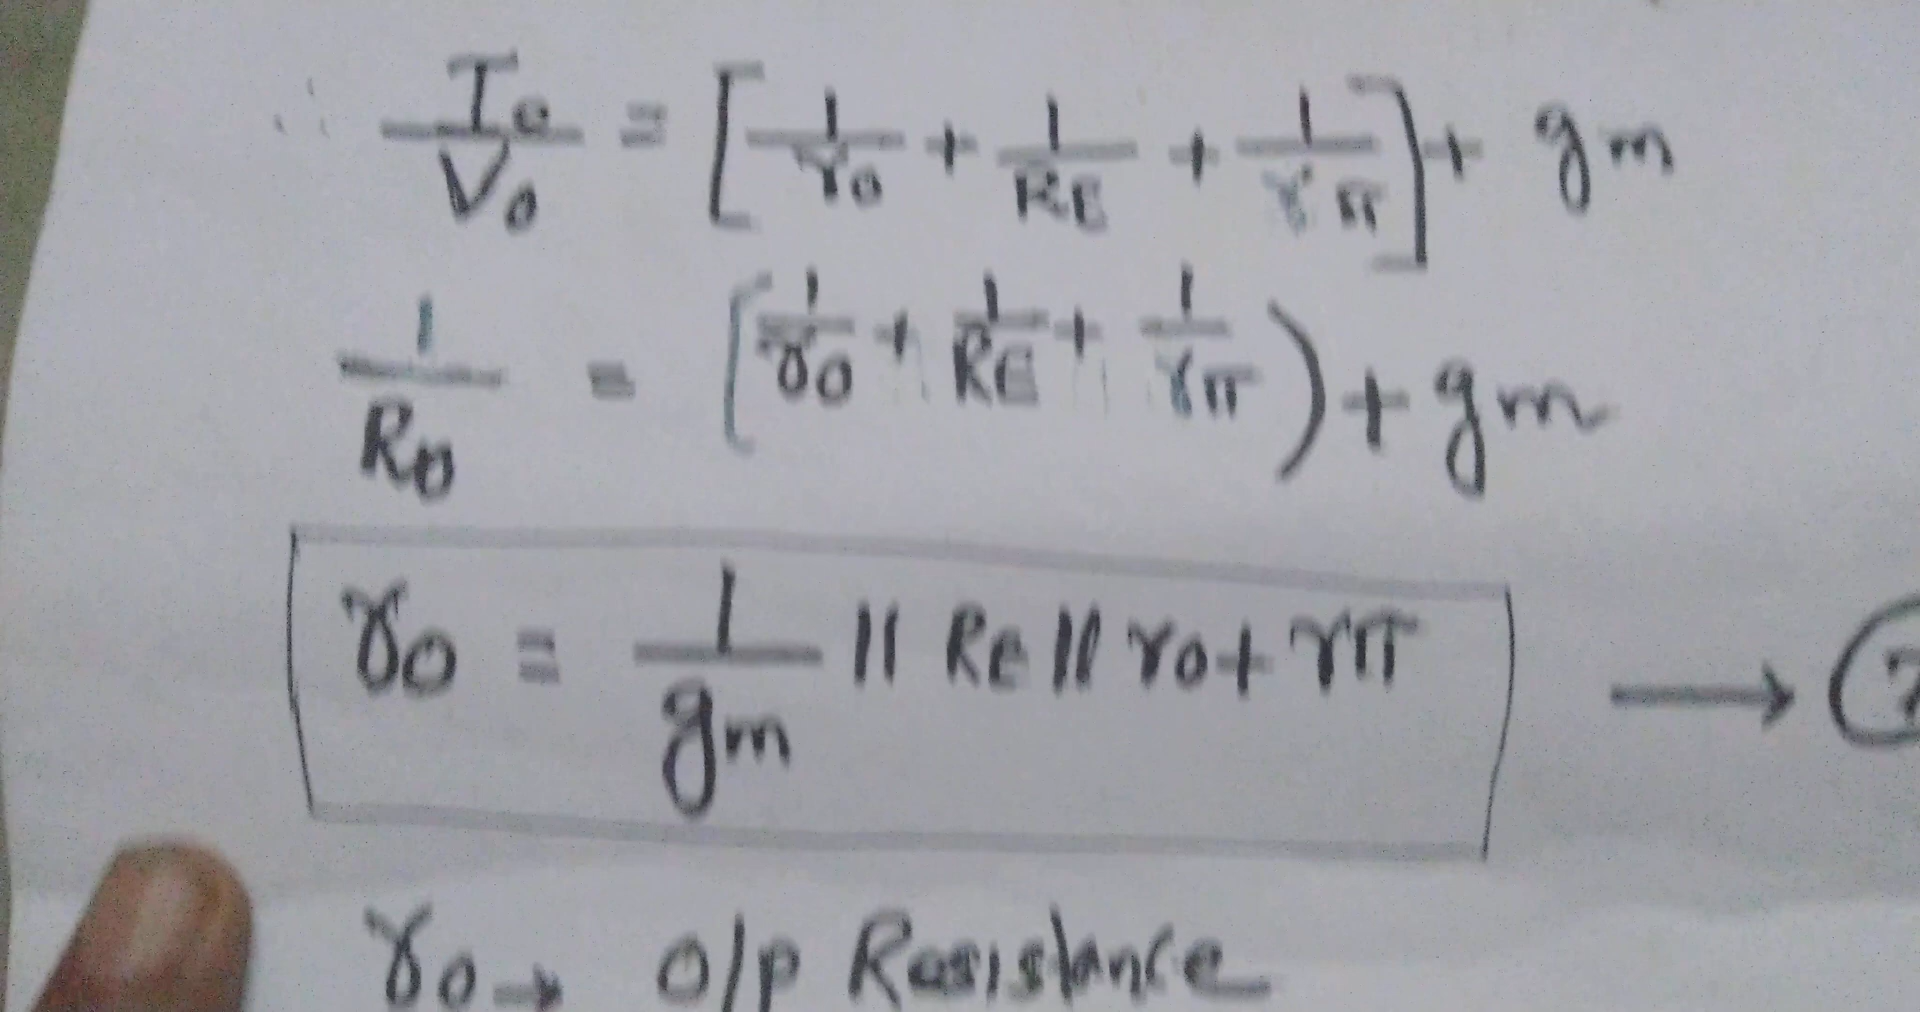 ∴ Io/Vo = [1/ro + 1/RE + 1/rπ] + gm
1/Ro = (1/ro + 1/RE + 1/rπ) + gm
ro = 1/gm || RE || ro + rπ →
ro → o/p Resistance